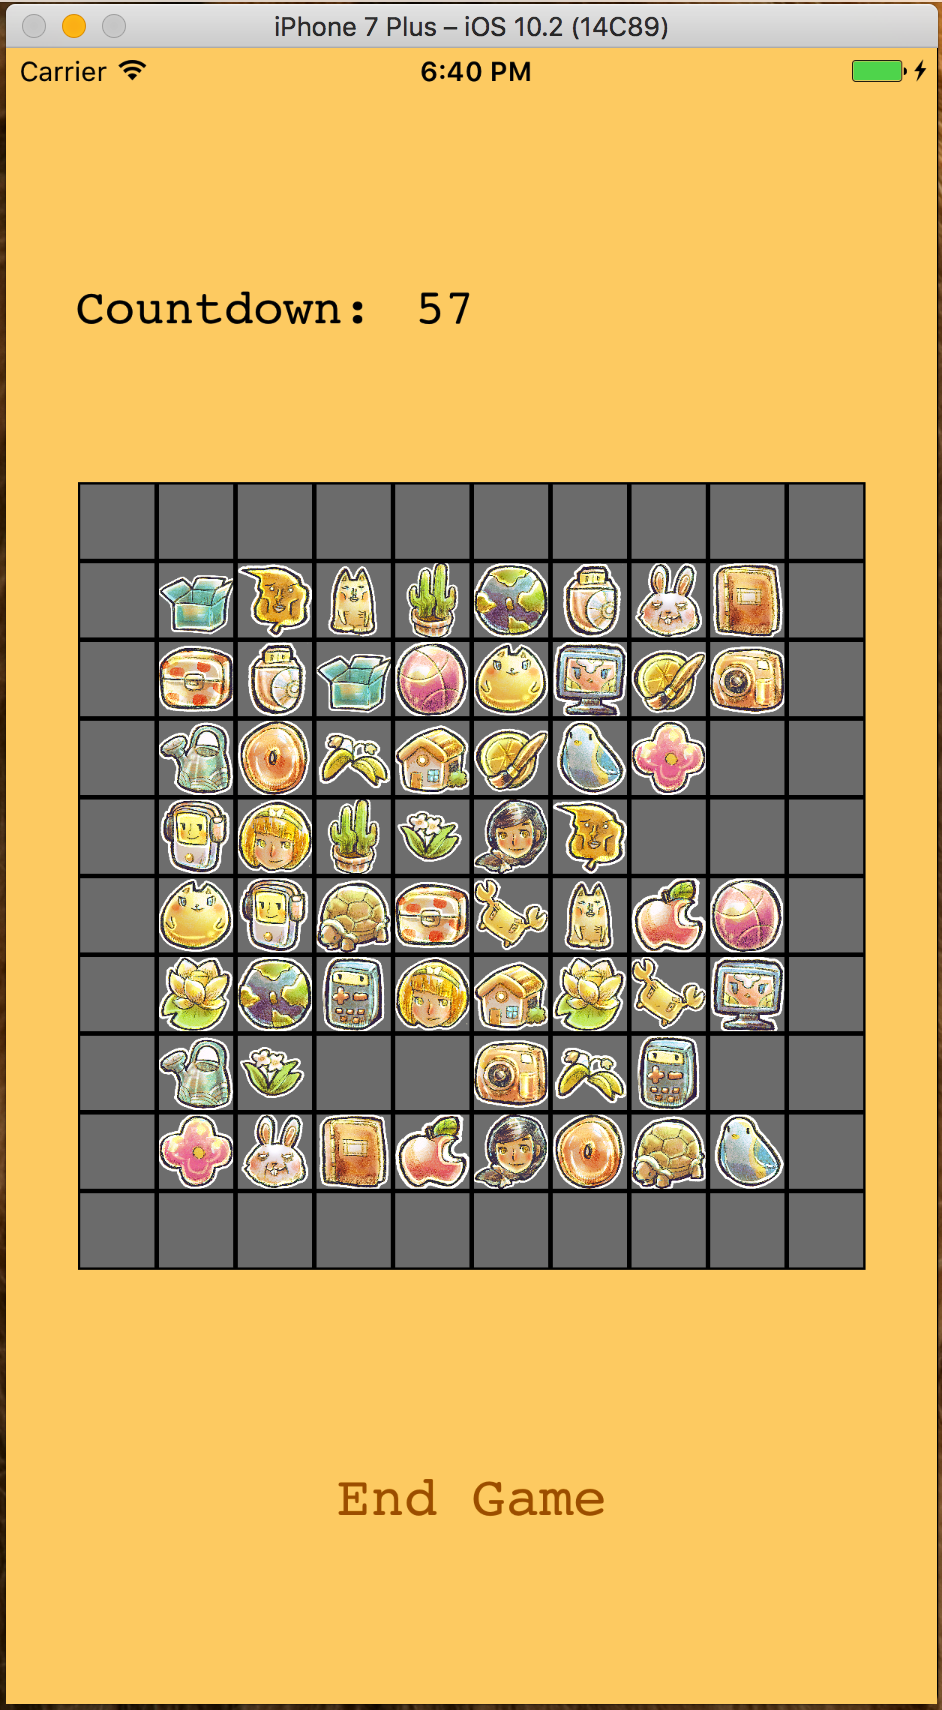 iPhone 7 Plus – iOS 10.2 (14C89)
Carrier 6:40 PM
Countdown: 57
End Game